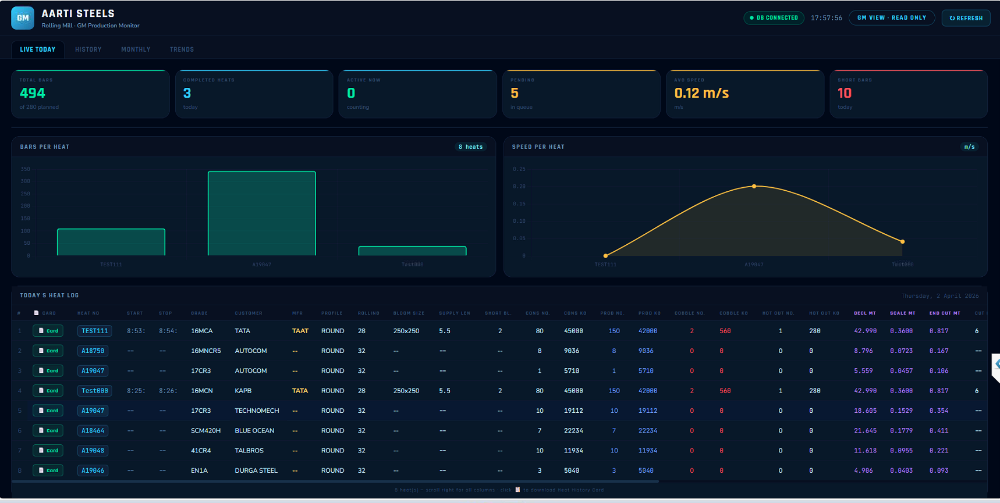 GM
AARTI STEELS
Rolling Mill · GM Production Monitor
DB CONNECTED
17:57:56
GM VIEW · READ ONLY
↻ REFRESH
LIVE TODAY HISTORY MONTHLY TRENDS
TOTAL BARS
494
of 280 planned
COMPLETED HEATS
3
today
ACTIVE NOW
0
counting
PENDING
5
in queue
AVG SPEED
0.12 m/s
m/s
SHORT BARS
10
today
BARS PER HEAT
8 heats
350
300
250
200
150
100
50
0
TEST111 A19047 Test000
SPEED PER HEAT
m/s
0.25
0.20
0.15
0.10
0.05
0
TEST111 A19047 Test000
TODAY'S HEAT LOG
Thursday, 2 April 2026
# CARD HEAT NO START STOP GRADE CUSTOMER MFR PROFILE ROLLING BLOOM SIZE SUPPLY LEN SHORT BL. CONS NO. CONS KG PROD NO. PROD KG COBBLE NO. COBBLE KG HOT OUT NO. HOT OUT KG DECL MT SCALE MT END CUT MT CUT
1 Card TEST111 8:53: 8:54: 16MCA TATA TAAT ROUND 28 250x250 5.5 2 80 45000 150 42000 2 560 1 280 42.990 0.3600 0.817 6
2 Card A18750 -- -- 16MNCR5 AUTOCOM -- ROUND 32 -- -- -- 8 9036 8 9036 0 0 0 0 8.796 0.0723 0.167 --
3 Card A19047 -- -- 17CR3 AUTOCOM -- ROUND 32 -- -- -- 1 5710 1 5710 0 0 0 0 5.559 0.0457 0.106 --
4 Card Test000 8:25: 8:26: 16MCN KAPB TATA ROUND 28 250x250 5.5 2 80 45000 150 42000 2 560 1 280 42.990 0.3600 0.817 6
5 Card A19047 -- -- 17CR3 TECHNOMECH -- ROUND 32 -- -- -- 10 19112 10 19112 0 0 0 0 18.605 0.1529 0.354 --
6 Card A18464 -- -- SCM420H BLUE OCEAN -- ROUND 32 -- -- -- 7 22234 7 22234 0 0 0 0 21.645 0.1779 0.411 --
7 Card A19048 -- -- 41CR4 TALBROS -- ROUND 32 -- -- -- 10 11934 10 11934 0 0 0 0 11.618 0.0955 0.221 --
8 Card A19046 -- -- EN1A DURGA STEEL -- ROUND 32 -- -- -- 3 5040 3 5040 0 0 0 0 4.906 0.0403 0.093 --
8 heat(s) — scroll right for all columns · click to download Heat History Card